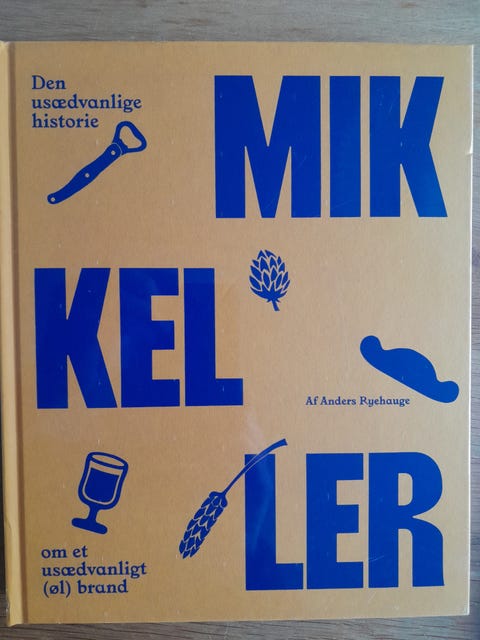 Den
usædvanlige
historie
MIK
KEL
Af Anders Ryehauge
LER
om et
usædvanligt
(øl) brand